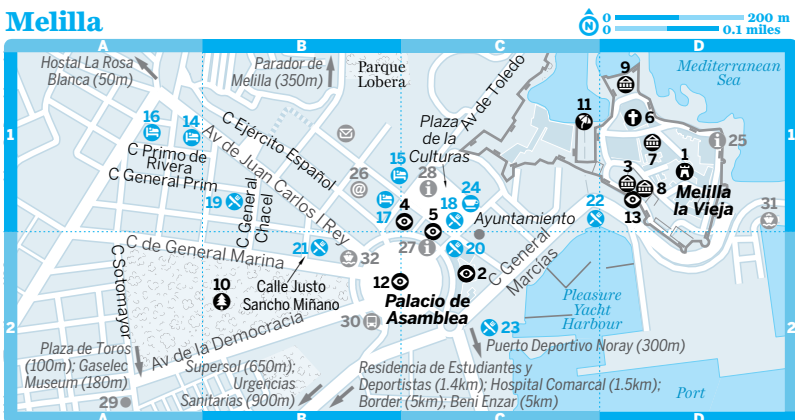 Melilla
N
0 200 m
0 0.1 miles
A
B
C
D
Hostal La Rosa
Blanca (50m)
Parador de
Melilla (350m)
Parque
Lobera
Av de Toledo
Mediterranean
Sea
9
11
6
1
1
16
14
C Ejército Español
Plaza
de la
Culturas
7
25
C Primo de
Rivera
C General Prim
Av de Juan Carlos I Rey
15
26
28
3
1
8
Melilla
la Vieja
19
C General
Chacel
17
4
18
24
5
Ayuntamiento
22
13
31
C de General Marina
21
32
27
20
C General
Marcías
C Sotomayor
10
Calle Justo
Sancho Miñano
12
2
Palacio de
Asamblea
Pleasure
Yacht
Harbour
2
2
30
23
Av de la Democracia
Puerto Deportivo Noray (300m)
Plaza de Toros
(100m); Gaselec
Museum (180m)
29
Supersol (650m);
Urgencias
Sanitarias (900m)
Residencia de Estudiantes y
Deportistas (1.4km); Hospital Comarcal (1.5km);
Border (5km); Beni Enzar (5km)
Port
A
B
C
D